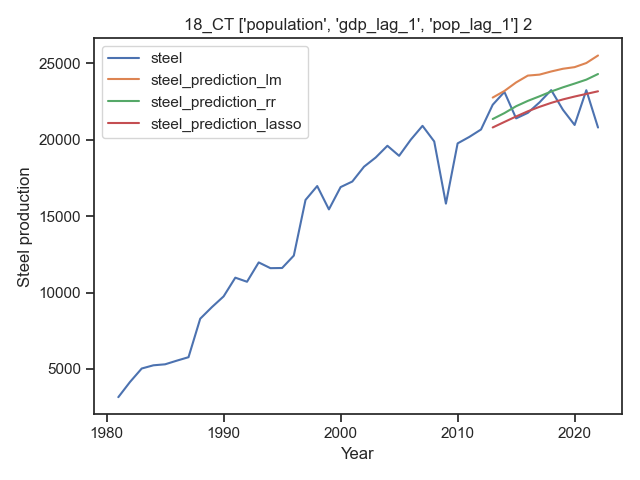 18_CT ['population', 'gdp_lag_1', 'pop_lag_1'] 2
steel
steel_prediction_lm
steel_prediction_rr
steel_prediction_lasso
Steel production
25000
20000
15000
10000
5000
1980 1990 2000 2010 2020
Year